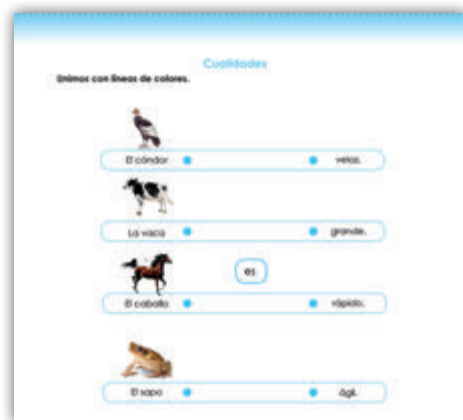 Cualidades
Unimos con líneas de colores.
El cóndor veloz.
La vaca grande.
es
El caballo rápido.
El sapo ágil.